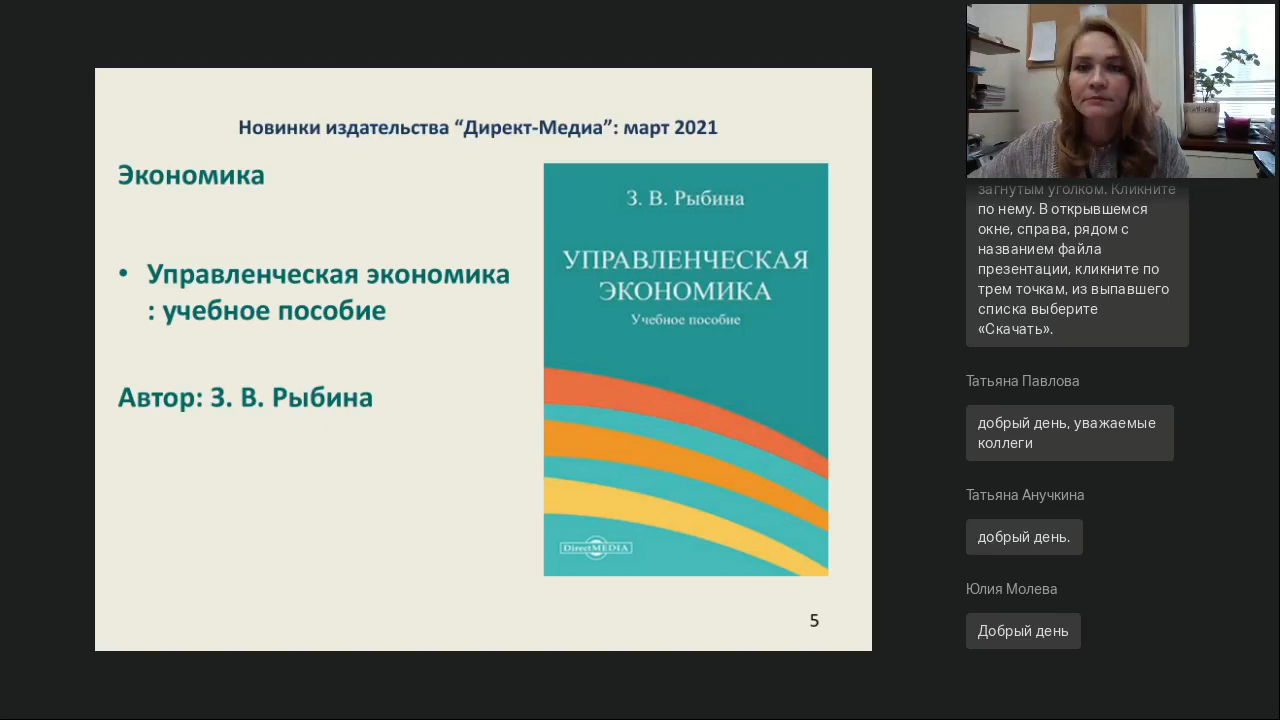 Новинки издательства “Директ-Медиа”: март 2021
Экономика
• Управленческая экономика
: учебное пособие
Автор: З. В. Рыбина
З. В. Рыбина
УПРАВЛЕНЧЕСКАЯ
ЭКОНОМИКА
Учебное пособие
DirectMEDIA
5
загнутым уголком. Кликните
по нему. В открывшемся
окне, справа, рядом с
названием файла
презентации, кликните по
трем точкам, из выпавшего
списка выберите
«Скачать».
Татьяна Павлова
добрый день, уважаемые
коллеги
Татьяна Анучкина
добрый день.
Юлия Молева
Добрый день